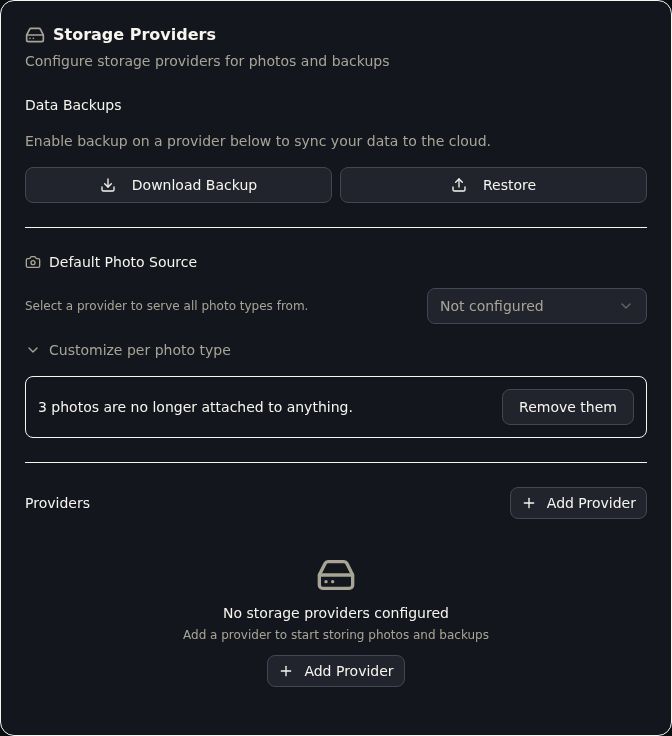 Storage Providers
Configure storage providers for photos and backups
Data Backups
Enable backup on a provider below to sync your data to the cloud.
Download Backup
Restore
Default Photo Source
Select a provider to serve all photo types from.
Not configured
Customize per photo type
3 photos are no longer attached to anything.
Remove them
Providers
Add Provider
No storage providers configured
Add a provider to start storing photos and backups
Add Provider